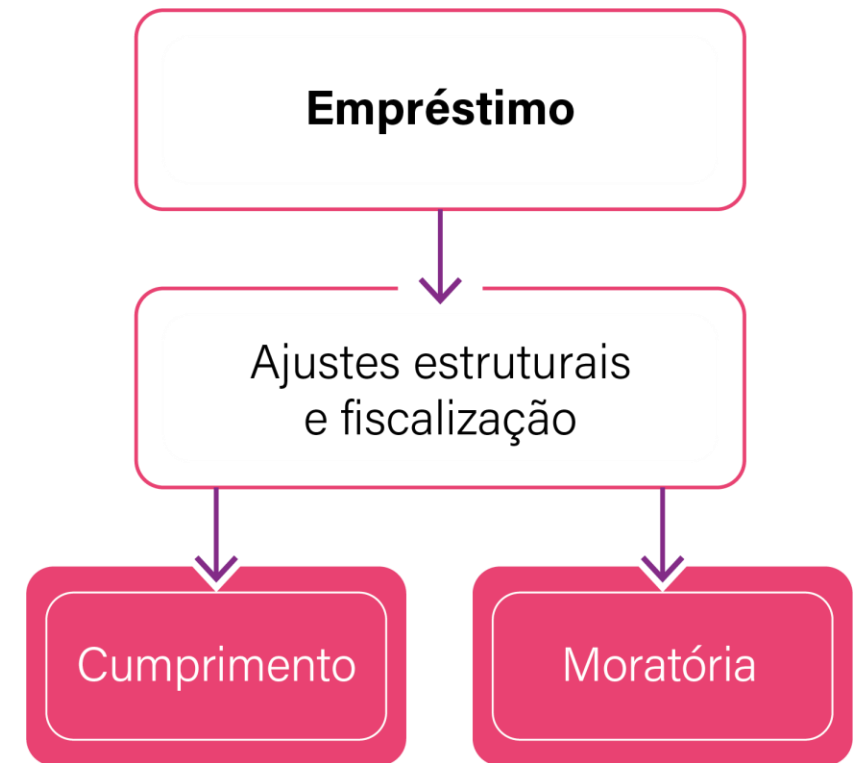 Empréstimo
Ajustes estruturais
e fiscalização
Cumprimento
Moratória